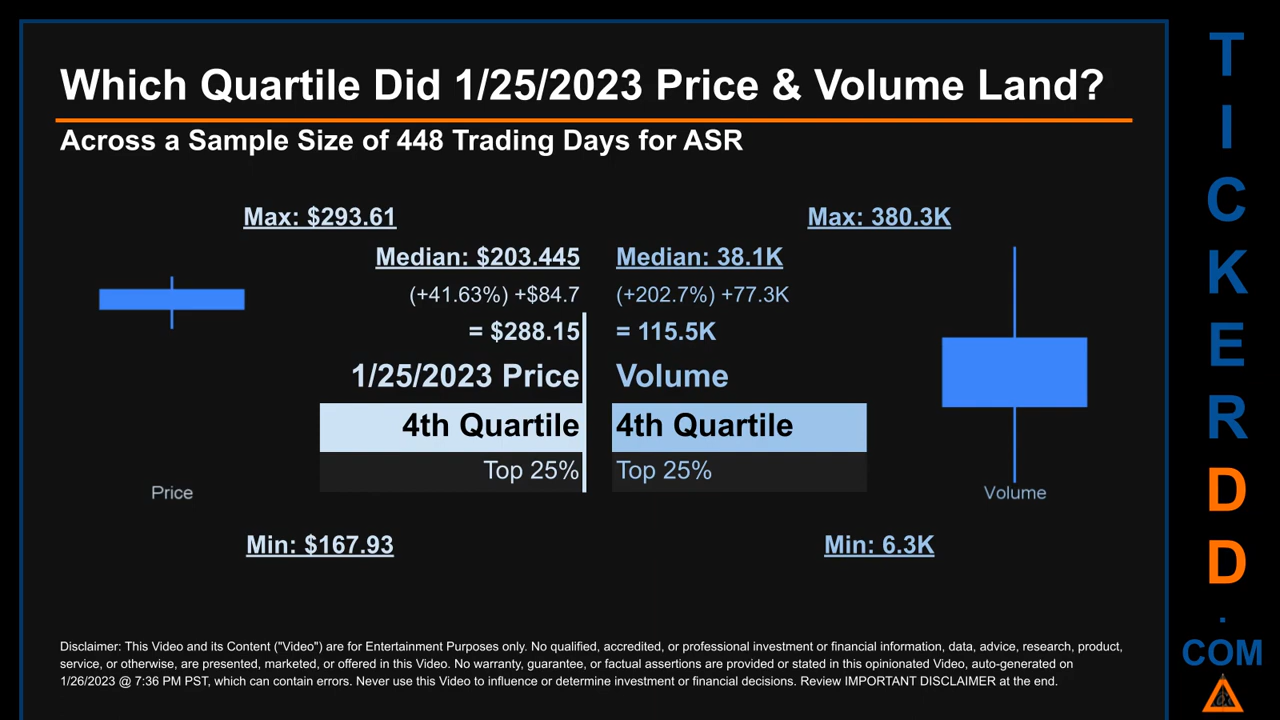 Which Quartile Did 1/25/2023 Price & Volume Land?
Across a Sample Size of 448 Trading Days for ASR
Max: $293.61
Median: $203.445
(+41.63%) +$84.7
= $288.15
1/25/2023 Price
4th Quartile
Top 25%
Price
Min: $167.93
Max: 380.3K
Median: 38.1K
(+202.7%) +77.3K
= 115.5K
Volume
4th Quartile
Top 25%
Volume
Min: 6.3K
Disclaimer: This Video and its Content ("Video") are for Entertainment Purposes only. No qualified, accredited, or professional investment or financial information, data, advice, research, product,
service, or otherwise, are presented, marketed, or offered in this Video. No warranty, guarantee, or factual assertions are provided or stated in this opinionated Video, auto-generated on
1/26/2023 @ 7:36 PM PST, which can contain errors. Never use this Video to influence or determine investment or financial decisions. Review IMPORTANT DISCLAIMER at the end.
T
I
C
K
E
R
D
D
.
COM